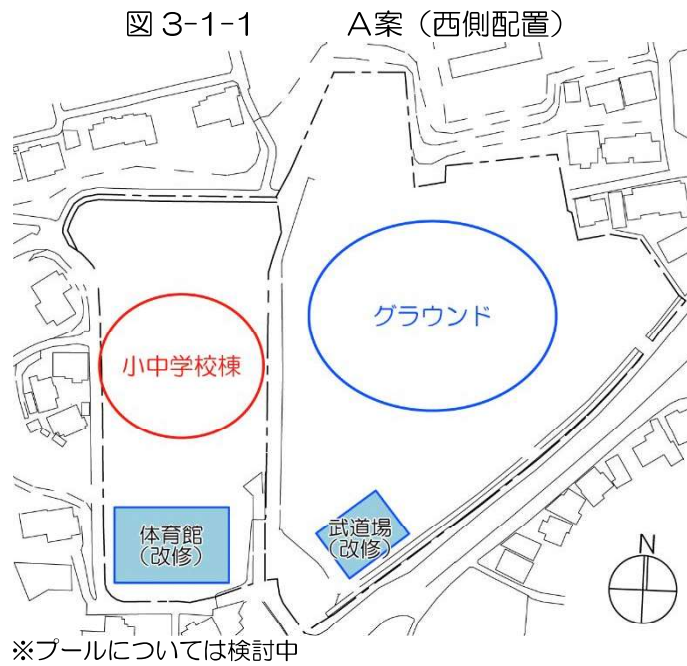 図 3-1-1 A案（西側配置）
グラウンド
小中学校棟
体育館
（改修）
武道場
（改修）
N
※プールについては検討中